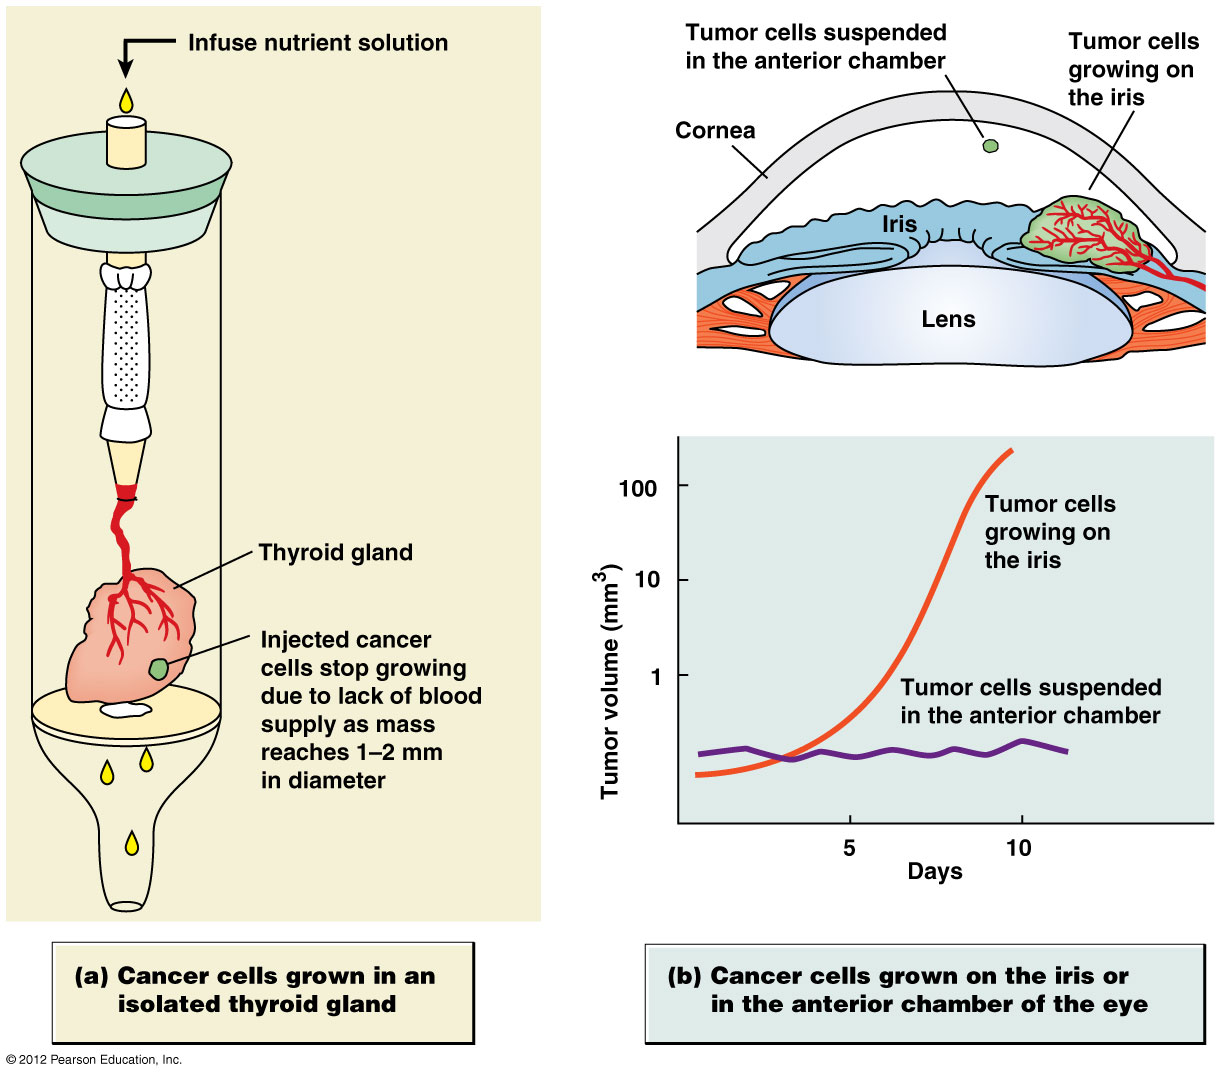 Infuse nutrient solution
Thyroid gland
Injected cancer
cells stop growing
due to lack of blood
supply as mass
reaches 1–2 mm
in diameter
(a) Cancer cells grown in an
isolated thyroid gland
Tumor cells suspended
in the anterior chamber
Tumor cells
growing on
the iris
Cornea
Iris
Lens
100
10
1
Tumor volume (mm³)
Tumor cells
growing on
the iris
Tumor cells suspended
in the anterior chamber
5
10
Days
(b) Cancer cells grown on the iris or
in the anterior chamber of the eye
© 2012 Pearson Education, Inc.